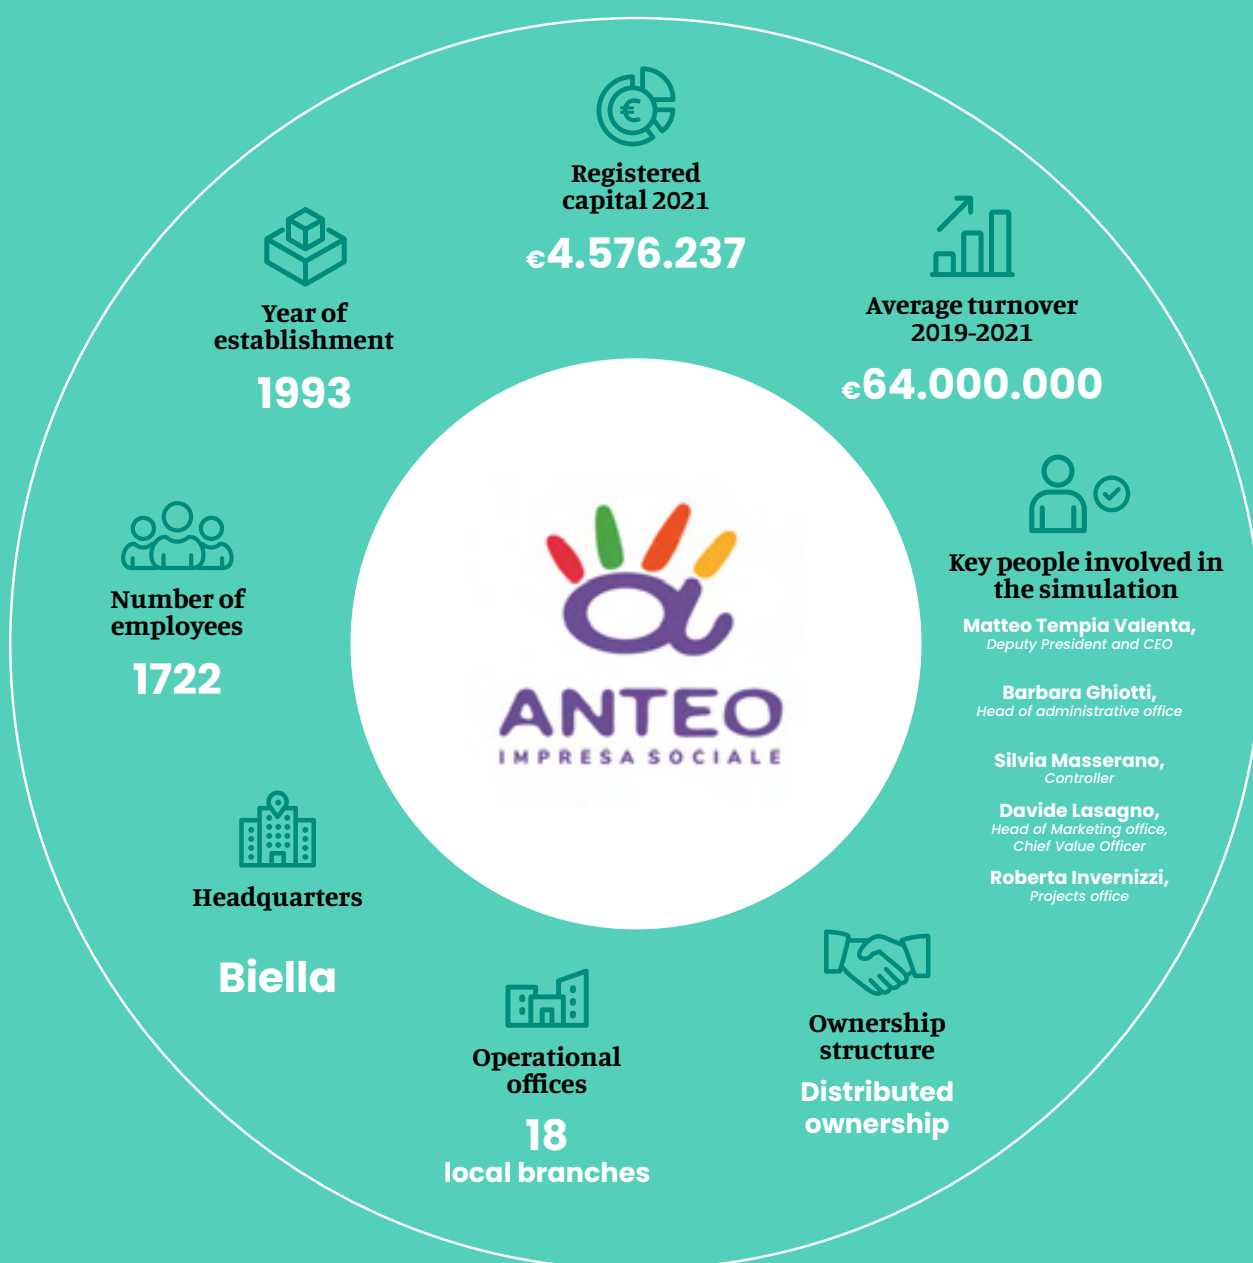 Registered
capital 2021
€4.576.237
Average turnover
2019-2021
€64.000.000
Year of
establishment
1993
Key people involved in
the simulation
Matteo Tempia Valenta,
Deputy President and CEO
Barbara Ghiotti,
Head of administrative office
Silvia Masserano,
Controller
Davide Lasagno,
Head of Marketing office,
Chief Value Officer
Roberta Invernizzi,
Projects office
Number of
employees
1722
ANTEO
IMPRESA SOCIALE
Headquarters
Biella
Operational
offices
18
local branches
Ownership
structure
Distributed
ownership